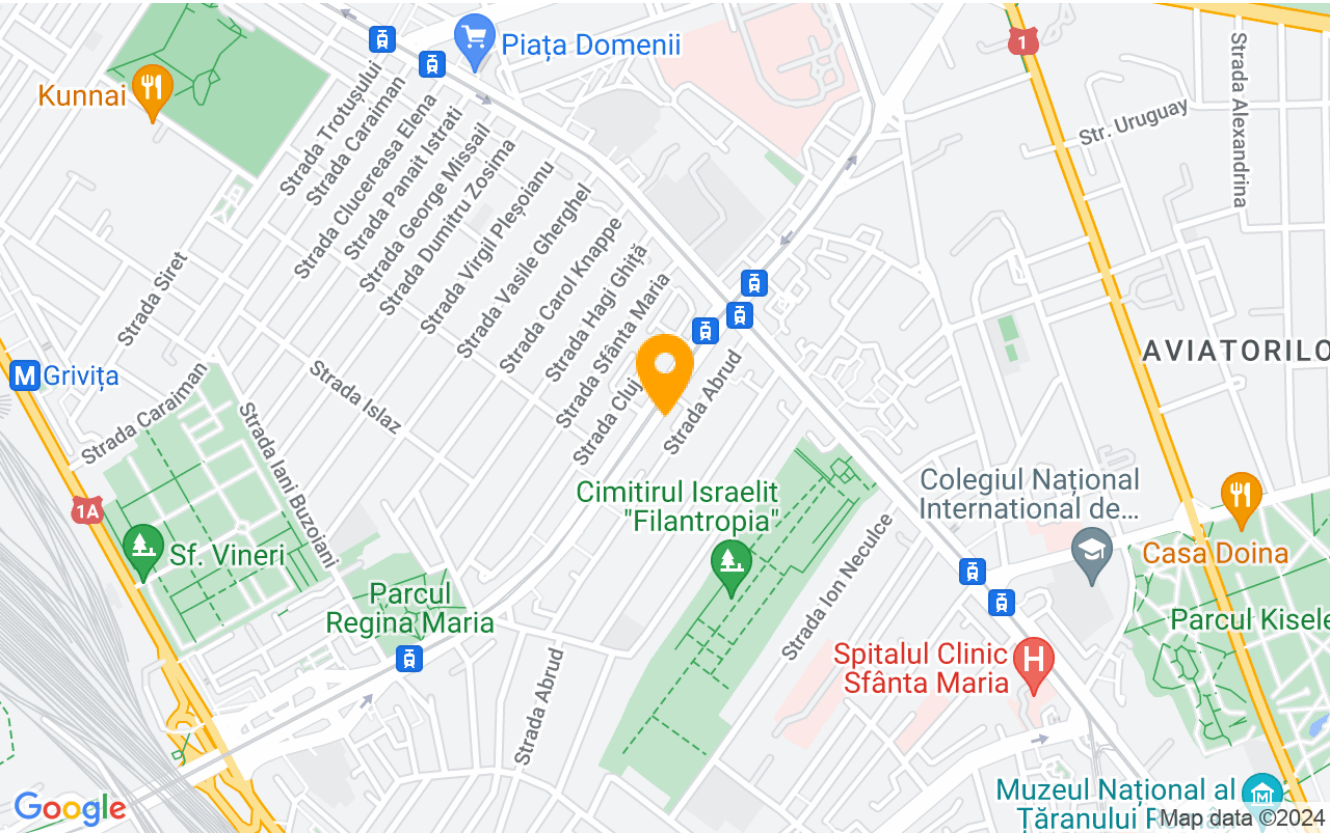 Piața Domenii
1
Kunnai
Strada Trotușului
Strada Caraiman
Strada Clucereasa Elena
Strada Panait Istrati
Strada George Missail
Strada Dumitru Zosima
Strada Virgil Pleșoianu
Strada Vasile Gherghel
Strada Carol Knappe
Strada Hagi Ghiță
Strada Sfânta Maria
Strada Cluj
Strada Abrud
Str. Uruguay
Strada Alexandrina
Strada Siret
AVIATORILO
M Grivița
Strada Caraiman
Strada Islaz
Strada Iani Buzoiani
1A
Sf. Vineri
Parcul
Regina Maria
Cimitirul Israelit
"Filantropia"
Strada Ion Neculce
Colegiul Național
International de...
Casa Doina
Parcul Kisele
Spitalul Clinic
Sfânta Maria
H
Strada Abrud
Muzeul Național al
Țăranului R
M
Google
Map data ©2024